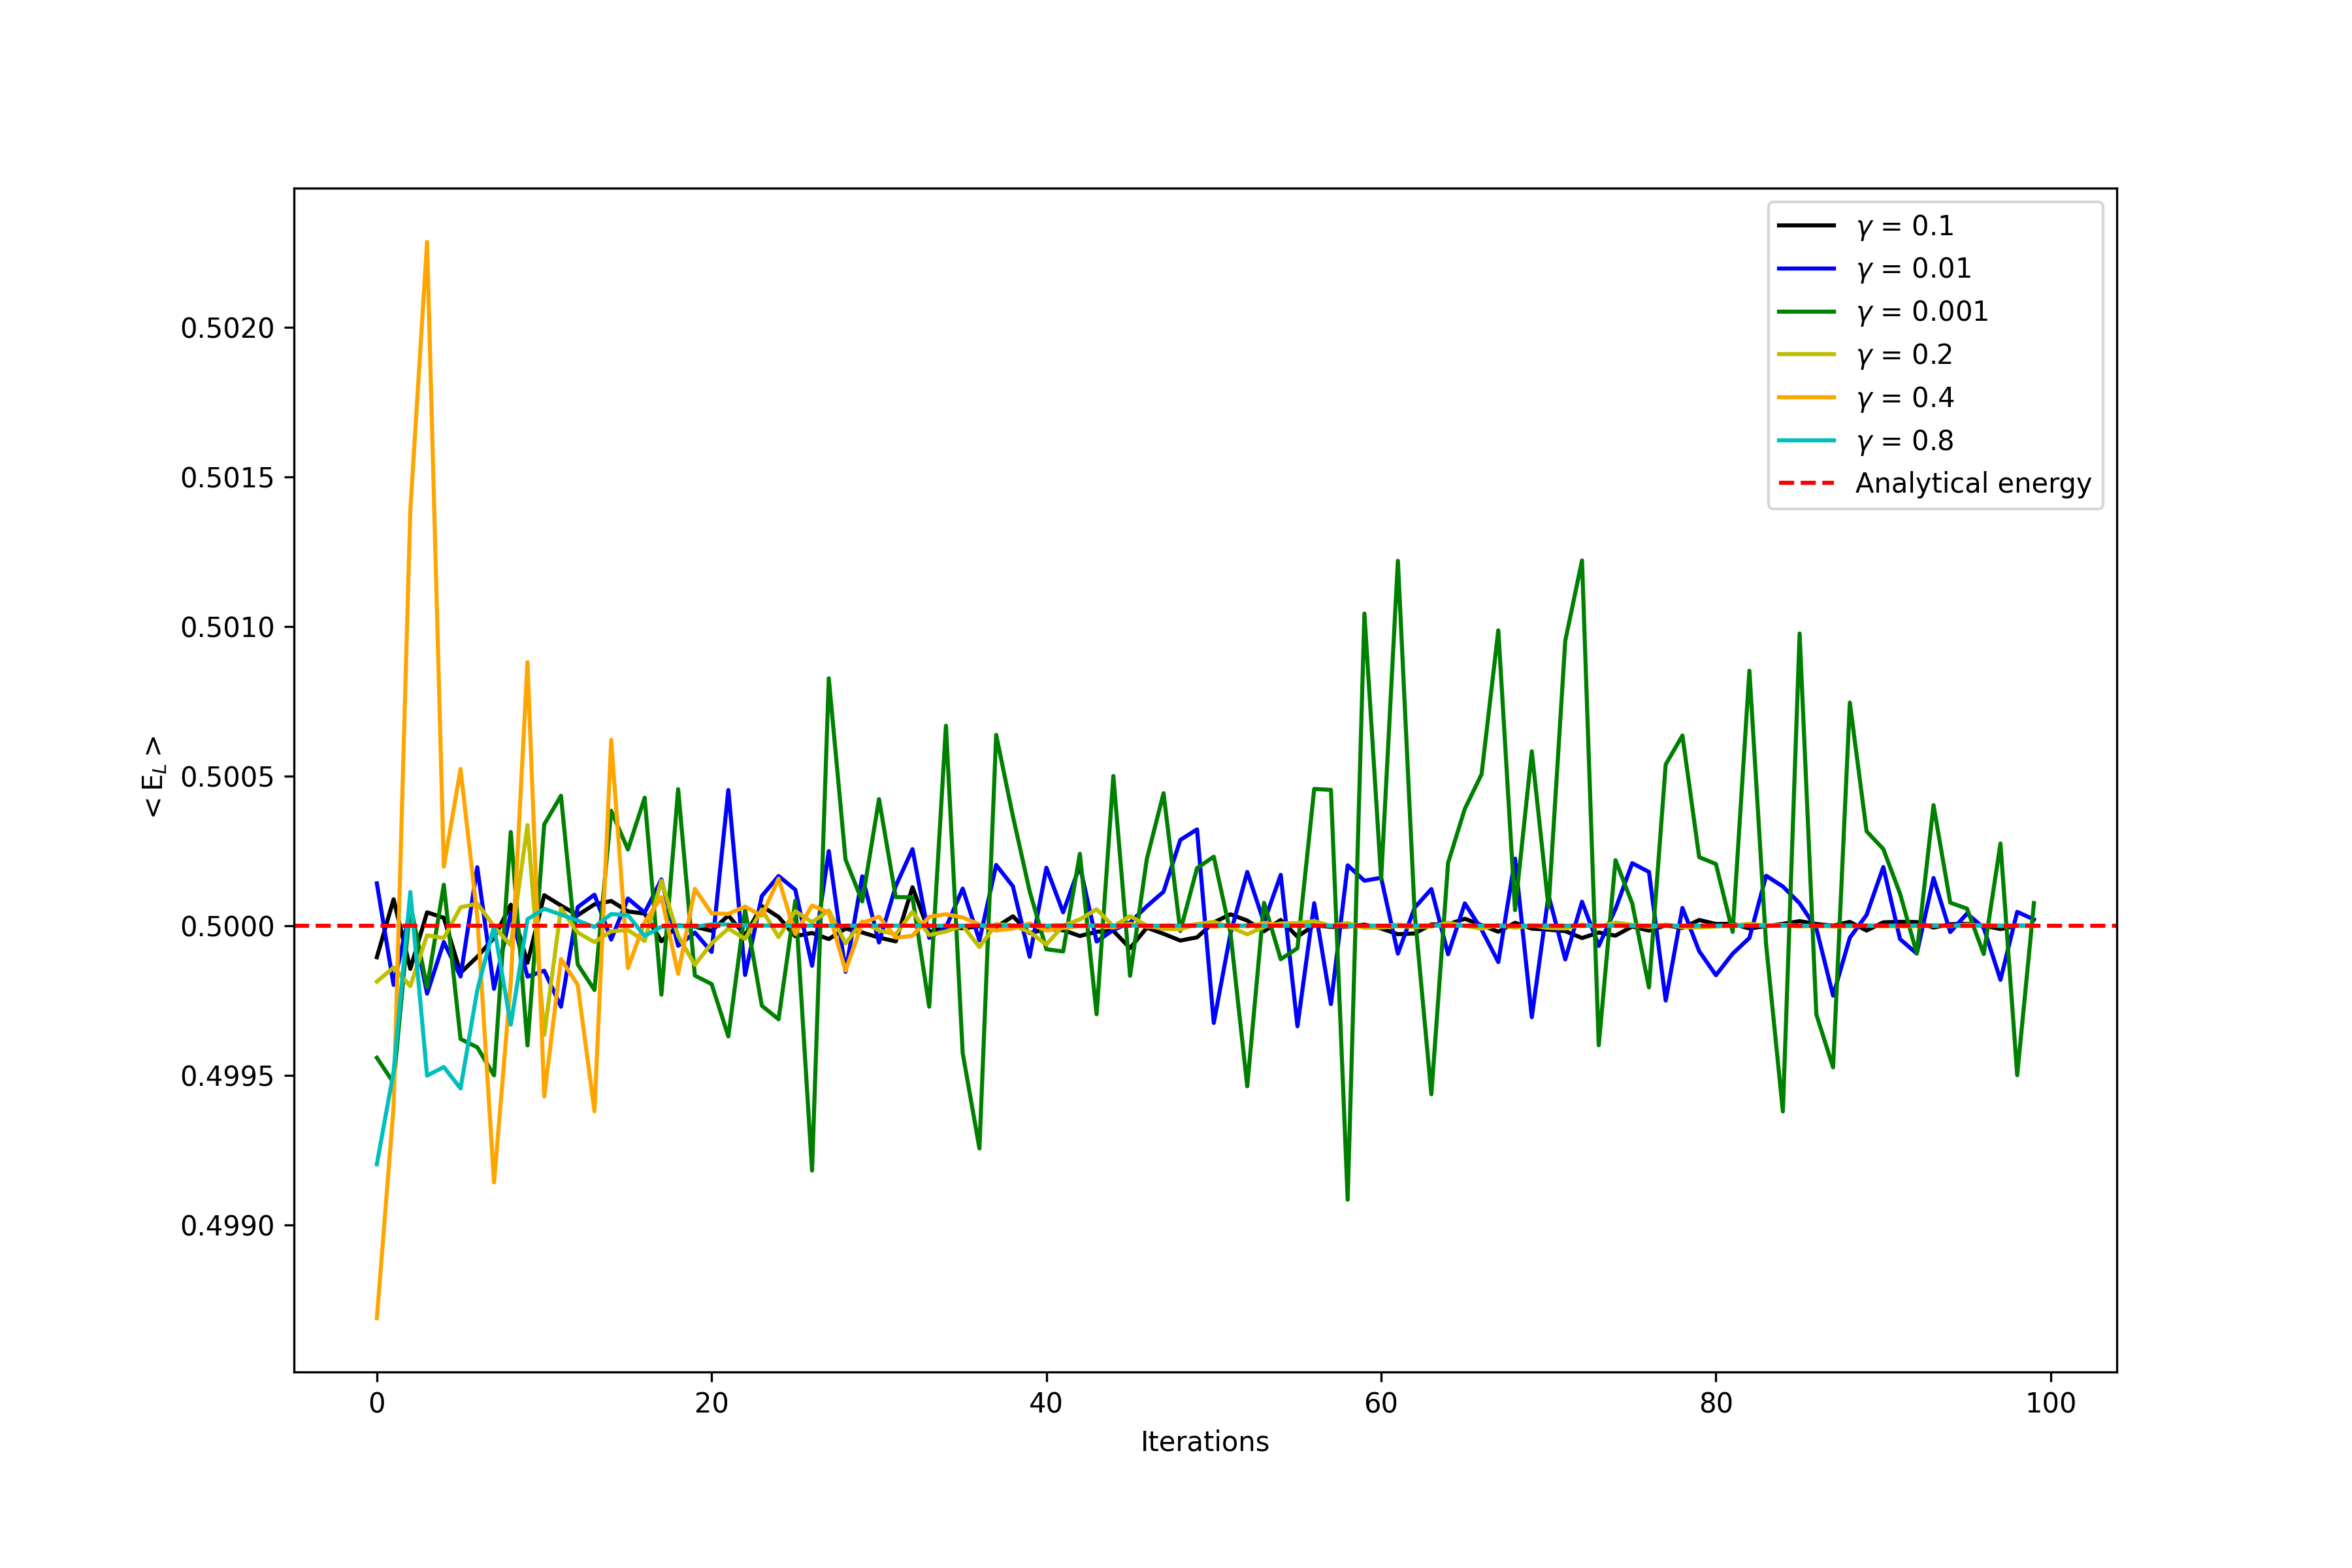 γ = 0.1
γ = 0.01
γ = 0.001
γ = 0.2
γ = 0.4
γ = 0.8
Analytical energy
0.5020
0.5015
0.5010
0.5005
0.5000
0.4995
0.4990
<E_L>
0 20 40 60 80 100
Iterations